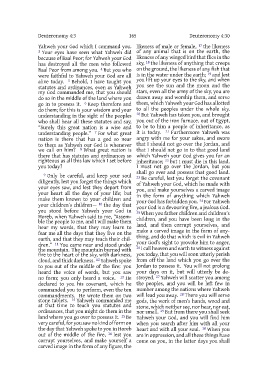 Deuteronomy 4:3 165 Deuteronomy 4:30
Yahweh your God which I command you.
3 Your eyes have seen what Yahweh did
because of Baal Peor; for Yahweh your God
has destroyed all the men who followed
Baal Peor from among you. 4 But you who
were faithful to Yahweh your God are all
alive today. 5 Behold, I have taught you
statutes and ordinances, even as Yahweh
my God commanded me, that you should
do so in the middle of the land where you
go in to possess it. 6 Keep therefore and
do them; for this is your wisdom and your
understanding in the sight of the peoples
who shall hear all these statutes and say,
"Surely this great nation is a wise and
understanding people." 7 For what great
nation is there that has a god so near
to them as Yahweh our God is whenever
we call on him? 8 What great nation is
there that has statutes and ordinances so
righteous as all this law which I set before
you today?
9 Only be careful, and keep your soul
diligently, lest you forget the things which
your eyes saw, and lest they depart from
your heart all the days of your life; but
make them known to your children and
your children's children— 10 the day that
you stood before Yahweh your God in
Horeb, when Yahweh said to me, "Assemble
the people to me, and I will make them
hear my words, that they may learn to
fear me all the days that they live on the
earth, and that they may teach their children."
11 You came near and stood under
the mountain. The mountain burned with
fire to the heart of the sky, with darkness,
cloud, and thick darkness. 12 Yahweh spoke
to you out of the middle of the fire: you
heard the voice of words, but you saw
no form; you only heard a voice. 13 He
declared to you his covenant, which he
commanded you to perform, even the ten
commandments. He wrote them on two
stone tablets. 14 Yahweh commanded me
at that time to teach you statutes and
ordinances, that you might do them in the
land where you go over to possess it. 15 Be
very careful, for you saw no kind of form on
the day that Yahweh spoke to you in Horeb
out of the middle of the fire, 16 lest you
corrupt yourselves, and make yourself a
carved image in the form of any figure, the
likeness of male or female, 17 the likeness
of any animal that is on the earth, the
likeness of any winged bird that flies in the
sky, 18 the likeness of anything that creeps
on the ground, the likeness of any fish that
is in the water under the earth; 19 and lest
you lift up your eyes to the sky, and when
you see the sun and the moon and the
stars, even all the army of the sky, you are
drawn away and worship them, and serve
them, which Yahweh your God has allotted
to all the peoples under the whole sky.
20 But Yahweh has taken you, and brought
you out of the iron furnace, out of Egypt,
to be to him a people of inheritance, as
it is today. 21 Furthermore Yahweh was
angry with me for your sakes, and swore
that I should not go over the Jordan, and
that I should not go in to that good land
which Yahweh your God gives you for an
inheritance; 22 but I must die in this land.
I must not go over the Jordan, but you
shall go over and possess that good land.
23 Be careful, lest you forget the covenant
of Yahweh your God, which he made with
you, and make yourselves a carved image
in the form of anything which Yahweh
your God has forbidden you. 24 For Yahweh
your God is a devouring fire, a jealous God.
25 When you father children and children's
children, and you have been long in the
land, and then corrupt yourselves, and
make a carved image in the form of anything,
and do that which is evil in Yahweh
your God's sight to provoke him to anger,
26 I call heaven and earth to witness against
you today, that you will soon utterly perish
from off the land which you go over the
Jordan to possess it. You will not prolong
your days on it, but will utterly be destroyed.
27 Yahweh will scatter you among
the peoples, and you will be left few in
number among the nations where Yahweh
will lead you away. 28 There you will serve
gods, the work of men's hands, wood and
stone, which neither see, nor hear, nor eat,
nor smell. 29 But from there you shall seek
Yahweh your God, and you will find him
when you search after him with all your
heart and with all your soul. 30 When you
are in oppression, and all these things have
come on you, in the latter days you shall